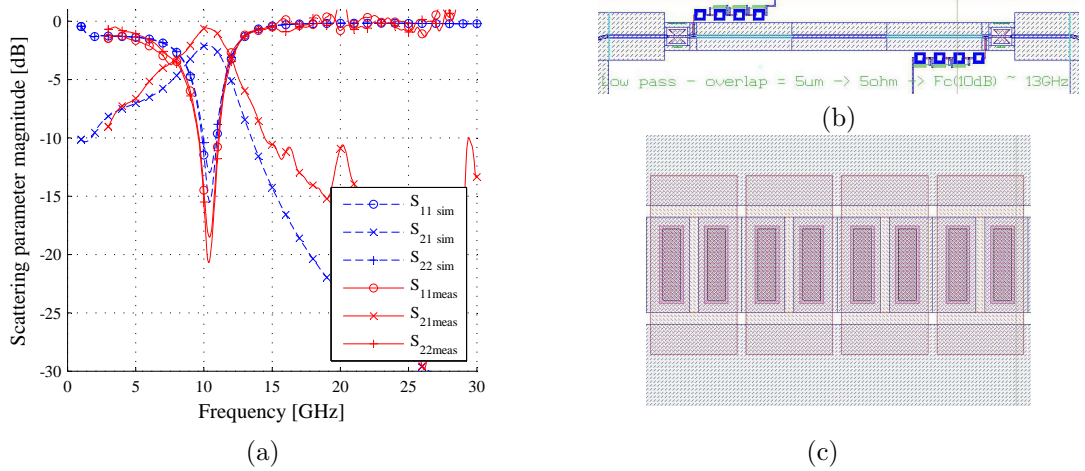 Scattering parameter magnitude [dB]
0
-5
-10
-15
-20
-25
-30
0 5 10 15 20 25 30
Frequency [GHz]
S11 sim
S21 sim
S22 sim
S11meas
S21meas
S22meas
(a)
Low pass - overlap = 5um -> 5ohm -> Fc(10dB) ~ 13GHz
(b)
(c)